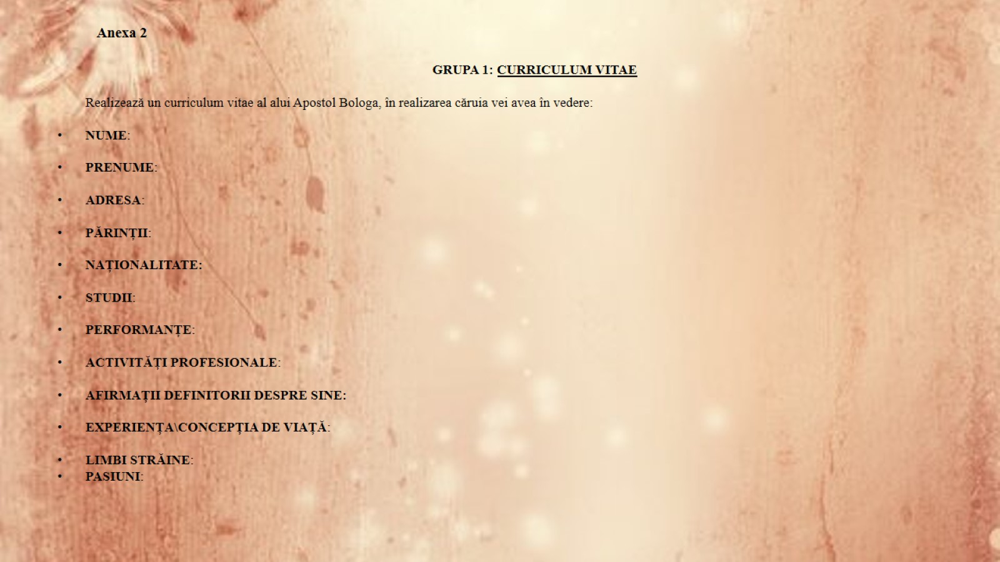 Anexa 2
GRUPA 1: CURRICULUM VITAE
Realizează un curriculum vitae al alui Apostol Bologa, în realizarea căruia vei avea în vedere:
• NUME:
• PRENUME:
• ADRESA:
• PĂRINȚII:
• NAȚIONALITATE:
• STUDII:
• PERFORMANȚE:
• ACTIVITĂȚI PROFESIONALE:
• AFIRMAȚII DEFINITORII DESPRE SINE:
• EXPERIENȚA\CONCEPȚIA DE VIAȚĂ:
• LIMBI STRĂINE:
• PASIUNI: